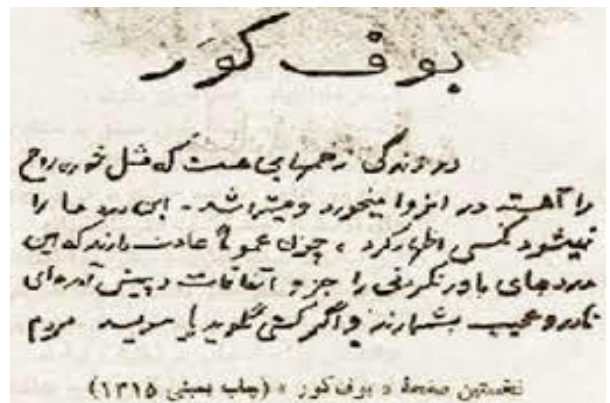 بوف کور
در زندگی زخمهایی هست که مثل خوره روح
را آهسته در انزوا میخورد و میتراشد - این دردها را
نمیشود بکسی اظهار کرد ، چون عموماً عادت دارند که این
دردهای باورنکردنی را جزو اتفاقات و پیش آمدهای
نادر و عجیب بشمارند و اگر کسی بگوید یا بنویسد مردم
نخستین صفحهٔ « بوف کور » (چاپ بمبئی ۱۳۱۵)